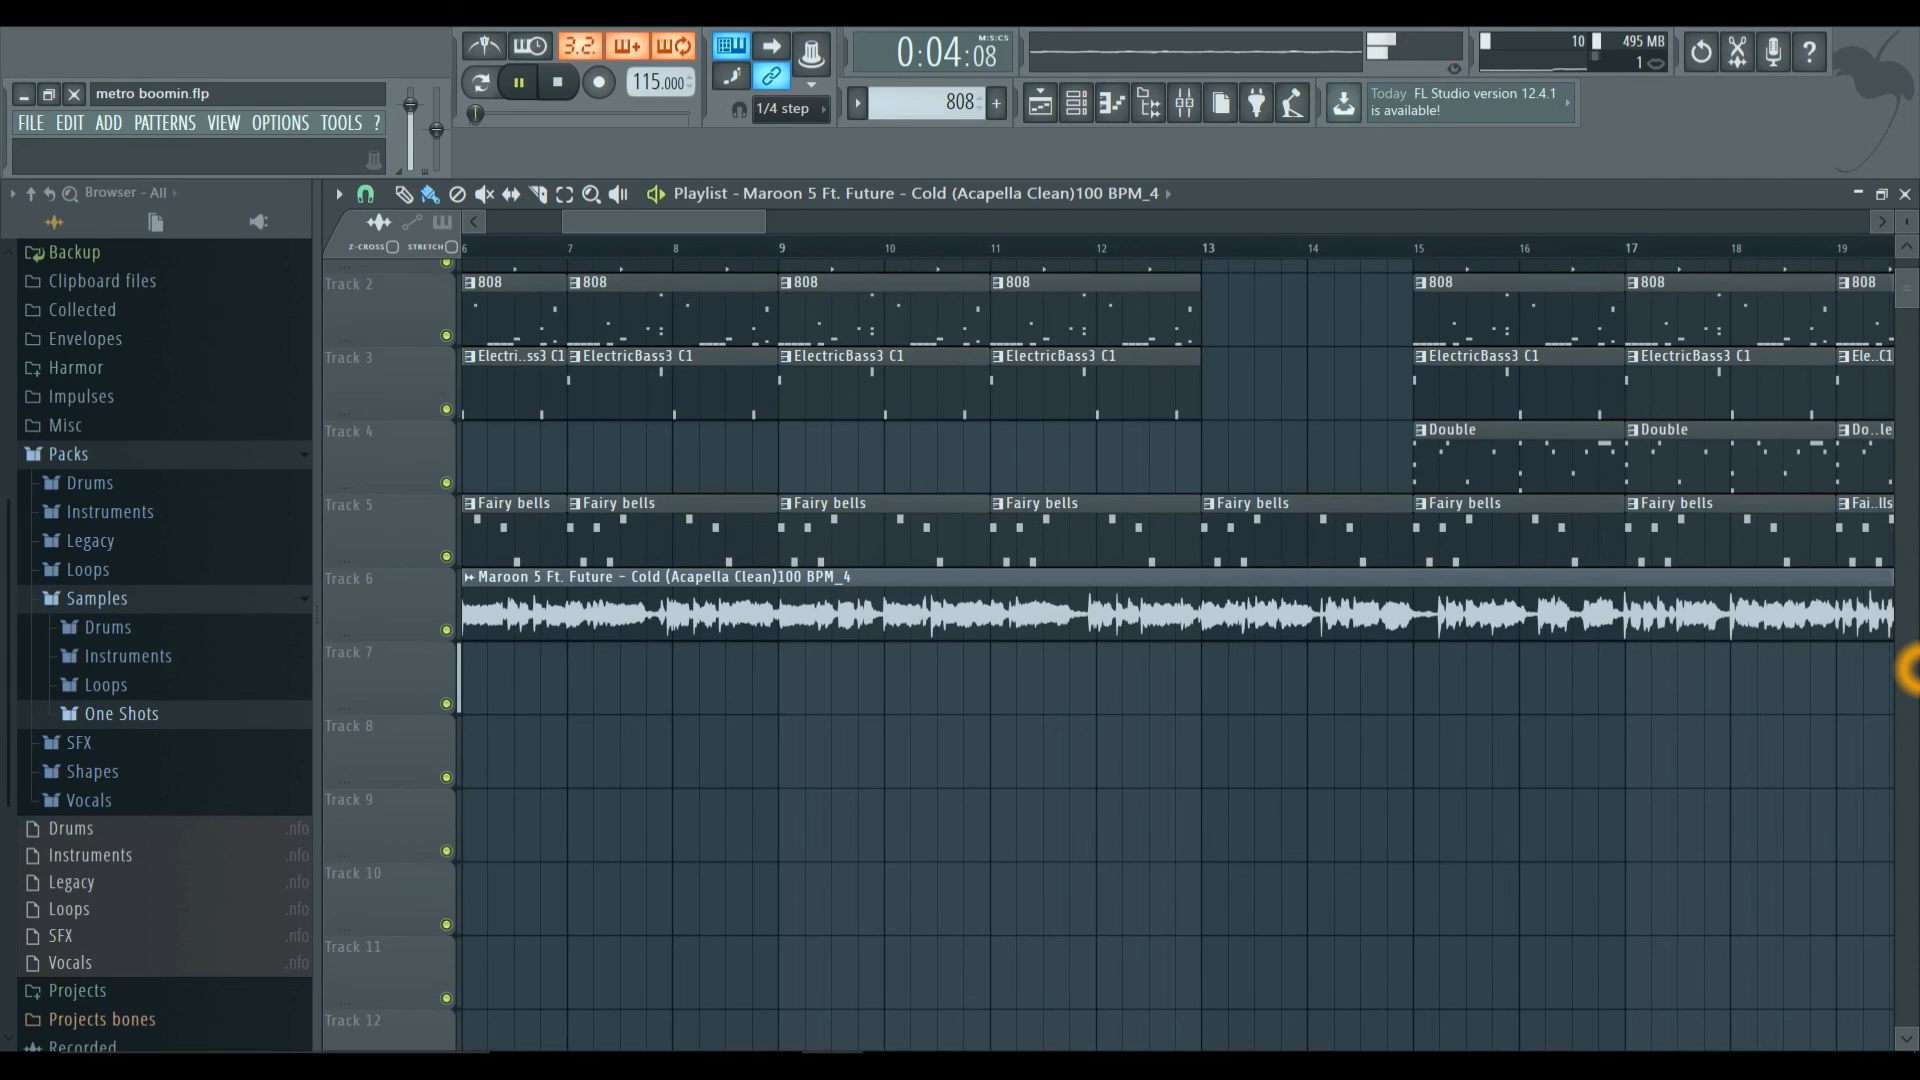 metro boomin.flp
FILE EDIT ADD PATTERNS VIEW OPTIONS TOOLS ?
3.2.
115.000
1/4 step
0:04:08
M:S:CS
808
10
495 MB
1
Today FL Studio version 12.4.1
is available!
Browser - All
Backup
Clipboard files
Collected
Envelopes
Harmor
Impulses
Misc
Packs
Drums
Instruments
Legacy
Loops
Samples
Drums
Instruments
Loops
One Shots
SFX
Shapes
Vocals
Drums .nfo
Instruments .nfo
Legacy .nfo
Loops .nfo
SFX .nfo
Vocals .nfo
Projects
Projects bones
Recorded
Playlist - Maroon 5 Ft. Future - Cold (Acapella Clean)100 BPM_4
Z-CROSS STRETCH
6 7 8 9 10 11 12 13 14 15 16 17 18 19
Track 2
808 808 808 808 808 808 808
Track 3
Electri..ss3 C1 ElectricBass3 C1 ElectricBass3 C1 ElectricBass3 C1 ElectricBass3 C1 ElectricBass3 C1 Ele..C1
Track 4
Double Double Do..le
Track 5
Fairy bells Fairy bells Fairy bells Fairy bells Fairy bells Fairy bells Fairy bells Fai..lls
Track 6
Maroon 5 Ft. Future - Cold (Acapella Clean)100 BPM_4
Track 7
Track 8
Track 9
Track 10
Track 11
Track 12